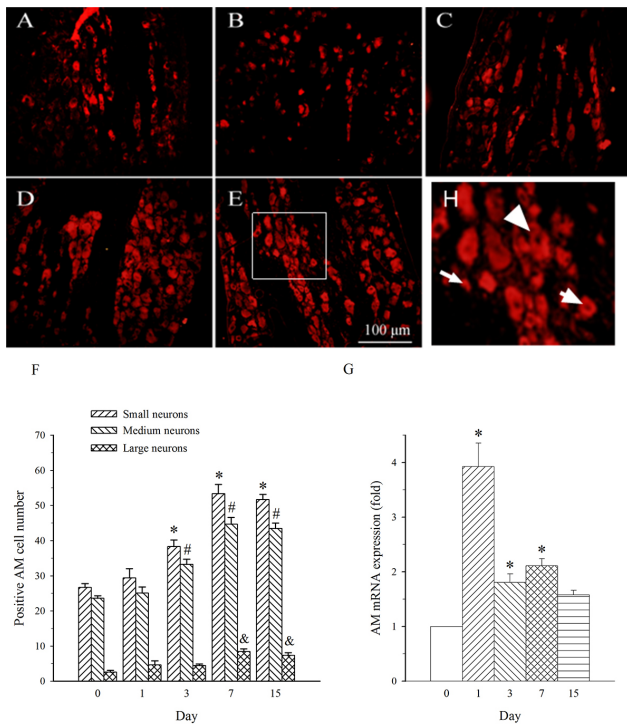 A
B
C
D
E
H
100 μm
F
G
Small neurons
Medium neurons
Large neurons
Positive AM cell number
70
60
50
40
30
20
10
0
*
#
*
#
&
*
#
&
0 1 3 7 15
Day
AM mRNA expression (fold)
4
2
1
0
*
*
*
0 1 3 7 15
Day